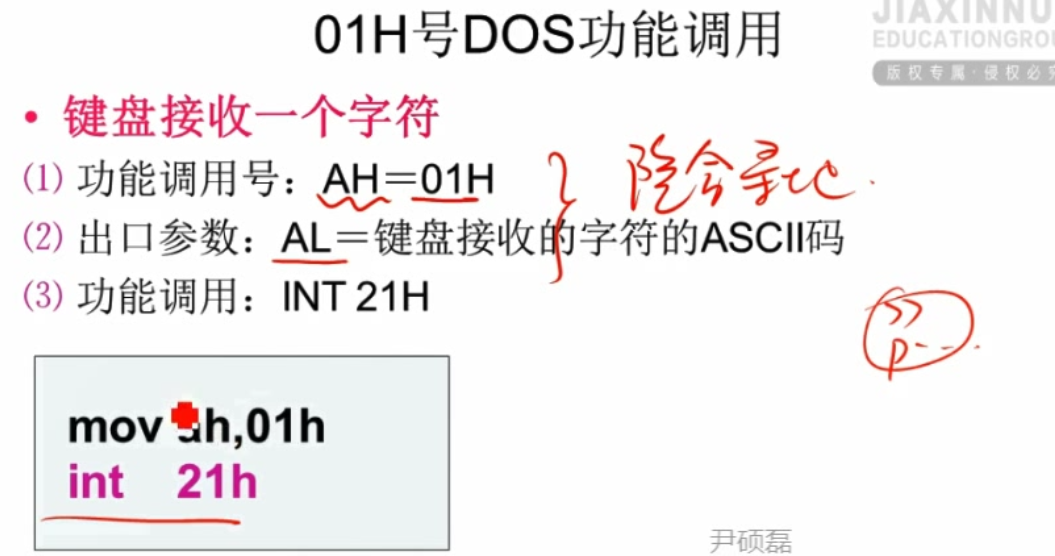 01H号DOS功能调用
JIAXINNU
EDUCATIONGROU
版权专属·侵权必究
• 键盘接收一个字符
(1) 功能调用号：AH＝01H
隐含寻址
(2) 出口参数：AL＝键盘接收的字符的ASCII码
(3) 功能调用：INT 21H
mov ah,01h
int 21h
尹硕磊